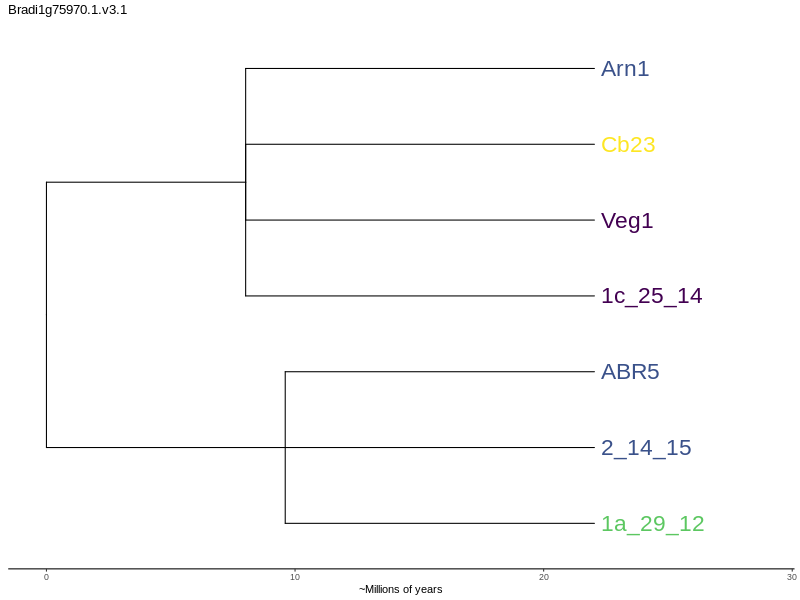 Bradi1g75970.1.v3.1
Arn1
Cb23
Veg1
1c_25_14
ABR5
2_14_15
1a_29_12
0 10 20 30
~Millions of years